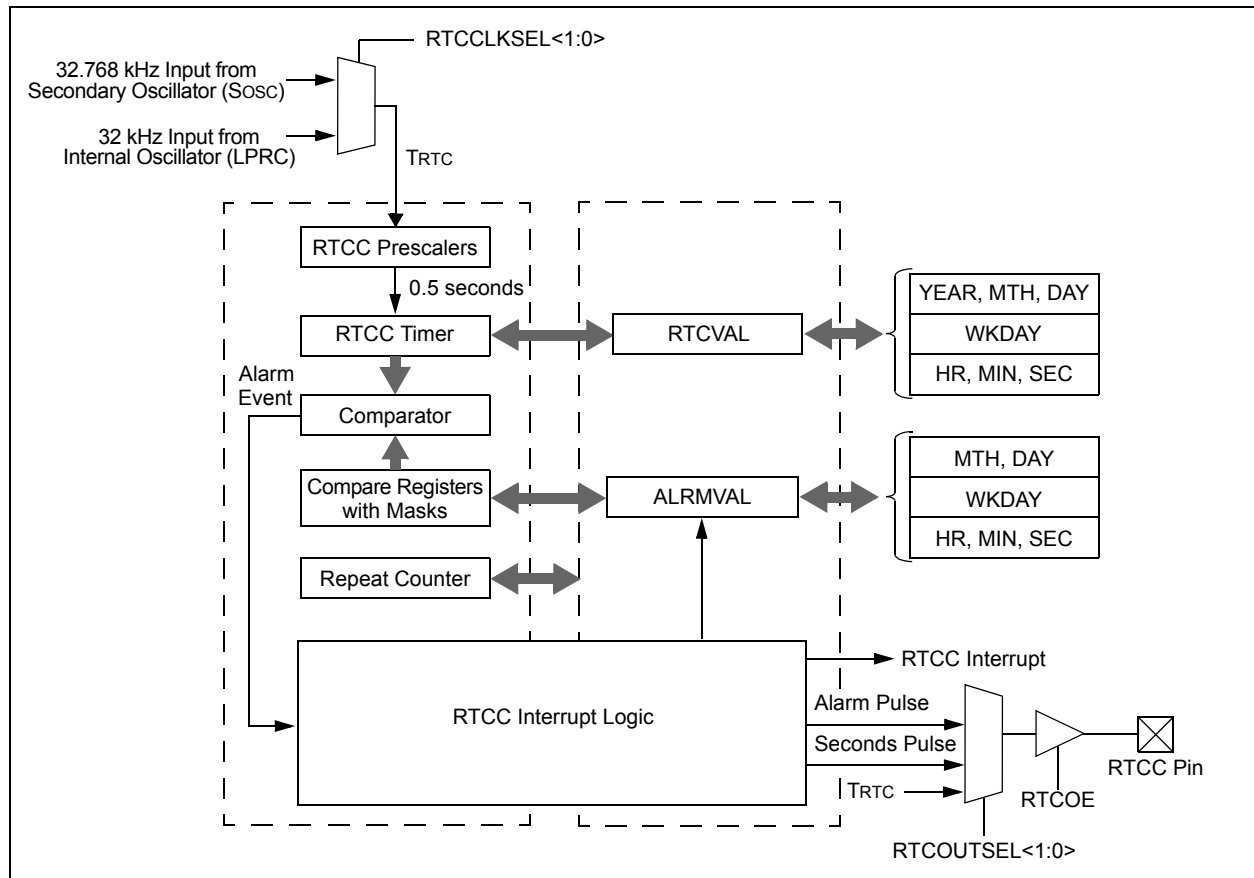 RTCCLKSEL<1:0>
32.768 kHz Input from
Secondary Oscillator (SOSC)
32 kHz Input from
Internal Oscillator (LPRC)
TRTC
RTCC Prescalers
0.5 seconds
YEAR, MTH, DAY
RTCC Timer
RTCVAL
WKDAY
HR, MIN, SEC
Alarm
Event
Comparator
MTH, DAY
Compare Registers
with Masks
ALRMVAL
WKDAY
HR, MIN, SEC
Repeat Counter
RTCC Interrupt
RTCC Interrupt Logic
Alarm Pulse
Seconds Pulse
RTCC Pin
TRTC
RTCOE
RTCOUTSEL<1:0>